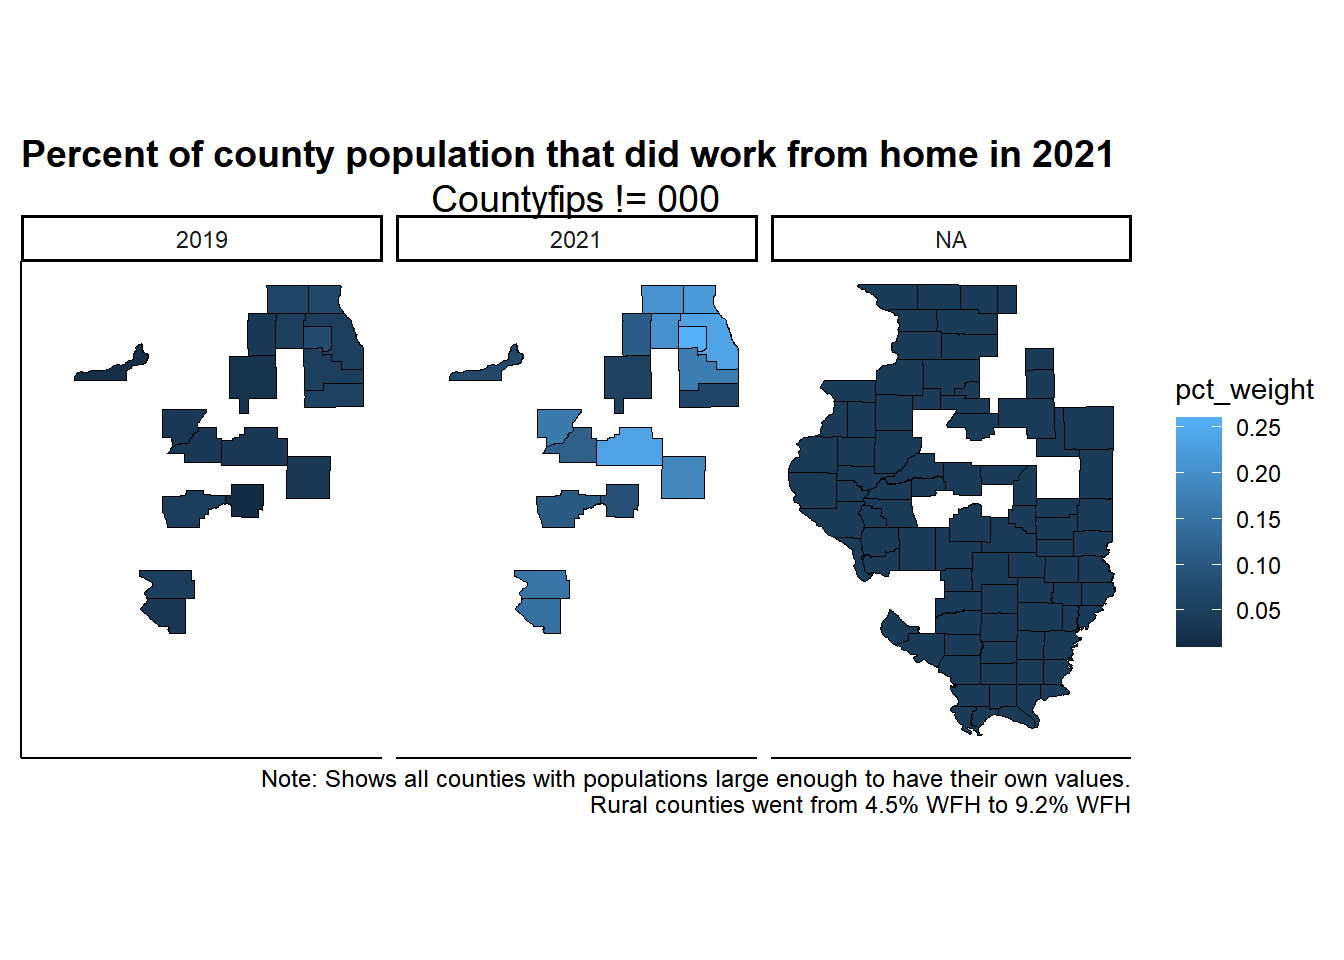 Percent of county population that did work from home in 2021
Countyfips != 000
2019
2021
NA
pct_weight
0.25
0.20
0.15
0.10
0.05
Note: Shows all counties with populations large enough to have their own values.
Rural counties went from 4.5% WFH to 9.2% WFH